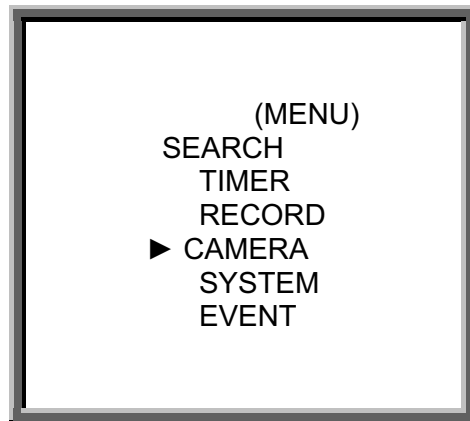 (MENU)
SEARCH
TIMER
RECORD
► CAMERA
SYSTEM
EVENT